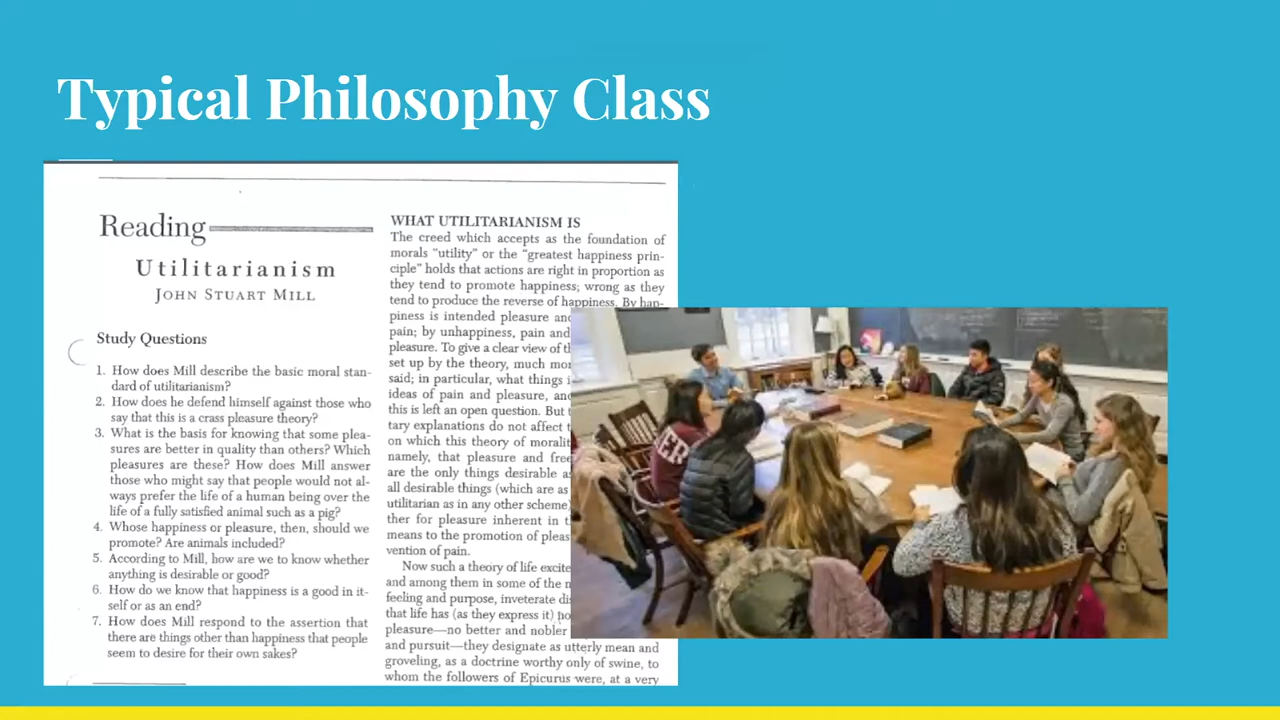 Typical Philosophy Class
Reading
Utilitarianism
JOHN STUART MILL
Study Questions
1. How does Mill describe the basic moral stan-
dard of utilitarianism?
2. How does he defend himself against those who
say that this is a crass pleasure theory?
3. What is the basis for knowing that some plea-
sures are better in quality than others? Which
pleasures are these? How does Mill answer
those who might say that people would not al-
ways prefer the life of a human being over the
life of a fully satisfied animal such as a pig?
4. Whose happiness or pleasure, then, should we
promote? Are animals included?
5. According to Mill, how are we to know whether
anything is desirable or good?
6. How do we know that happiness is a good in it-
self or as an end?
7. How does Mill respond to the assertion that
there are things other than happiness that people
seem to desire for their own sakes?
WHAT UTILITARIANISM IS
The creed which accepts as the foundation of
morals "utility" or the "greatest happiness prin-
ciple" holds that actions are right in proportion as
they tend to promote happiness; wrong as they
tend to produce the reverse of happiness. By hap-
piness is intended pleasure and
pain; by unhappiness, pain and
pleasure. To give a clear view of th
set up by the theory, much mor
said; in particular, what things i
ideas of pain and pleasure, and
this is left an open question. But t
tary explanations do not affect t
on which this theory of moralit
namely, that pleasure and free
are the only things desirable as
all desirable things (which are as
utilitarian as in any other scheme)
ther for pleasure inherent in t
means to the promotion of pleas
vention of pain.
Now such a theory of life excite
and among them in some of the n
feeling and purpose, inveterate dis
that life has (as they express it) no
pleasure—no better and nobler
and pursuit—they designate as utterly mean and
groveling, as a doctrine worthy only of swine, to
whom the followers of Epicurus were, at a very